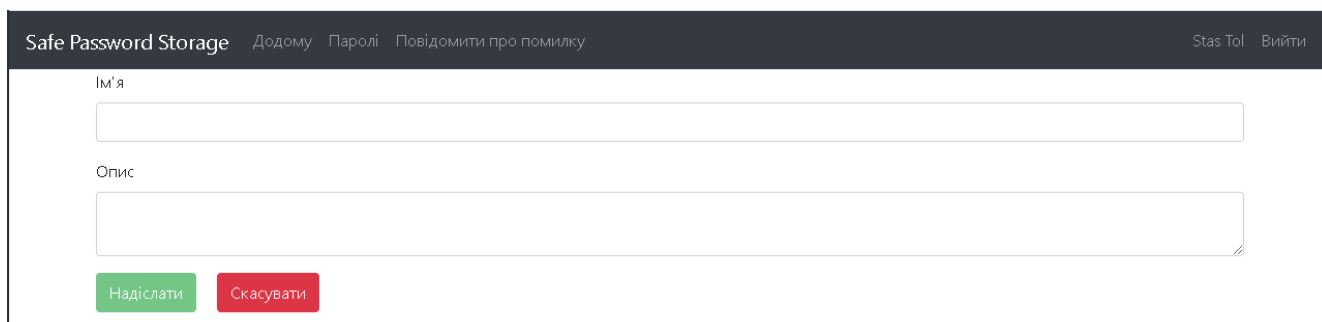 Safe Password Storage Додому Паролі Повідомити про помилку Stas Tol Вийти
Ім'я
Опис
Надіслати Скасувати